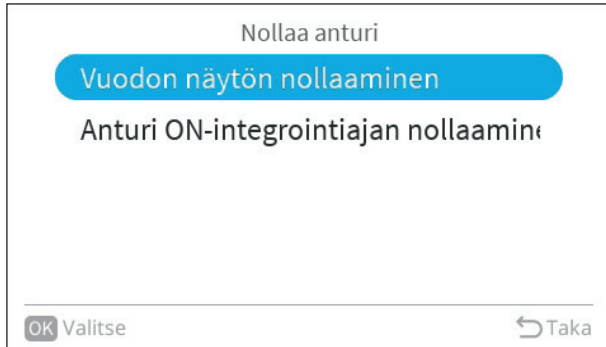 Nollaa anturi
Vuodon näytön nollaaminen
Anturi ON-integrointiajan nollaamine
OK Valitse
Taka